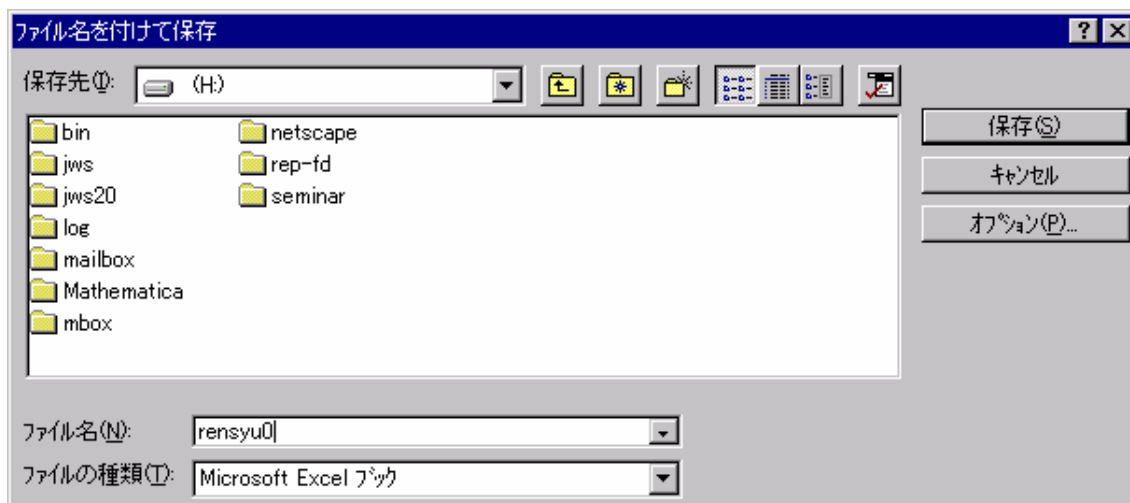 ファイル名を付けて保存
保存先(I): (H:)
bin netscape
jws rep-fd
jws20 seminar
log
mailbox
Mathematica
mbox
保存(S)
キャンセル
オプション(P)...
ファイル名(N): rensyu0
ファイルの種類(T): Microsoft Excel ブック